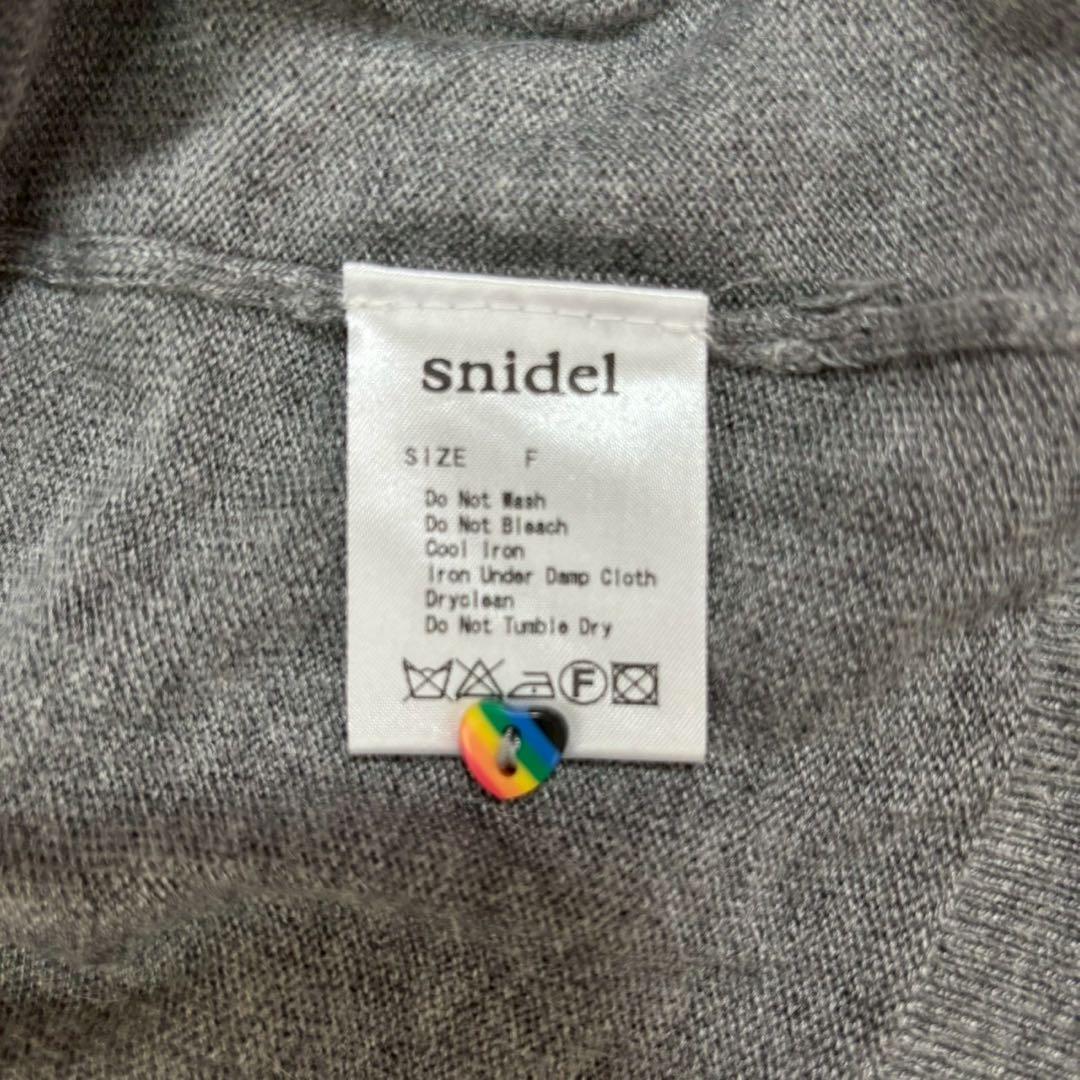 snidel
SIZE F
Do Not Wash
Do Not Bleach
Cool Iron
Iron Under Damp Cloth
Dryclean
Do Not Tumble Dry
F